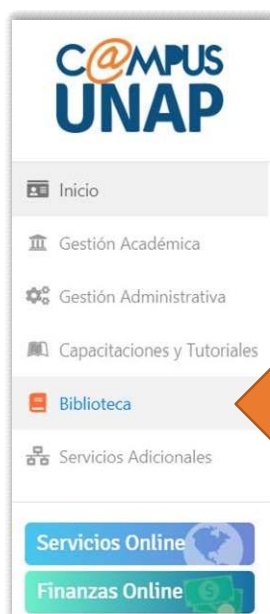 C@MPUS
UNAP
Inicio
Gestión Académica
Gestión Administrativa
Capacitaciones y Tutoriales
Biblioteca
Servicios Adicionales
Servicios Online
Finanzas Online